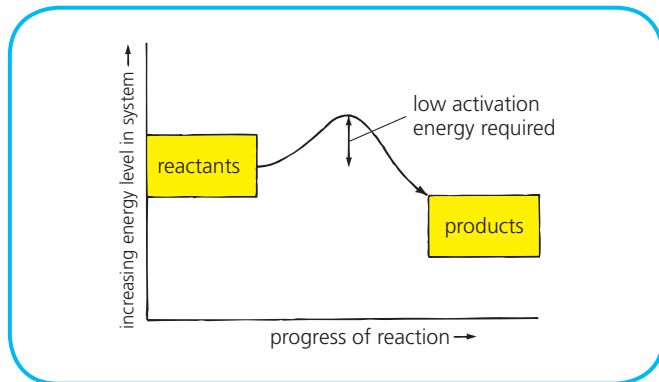 increasing energy level in system →
low activation
energy required
reactants
products
progress of reaction →